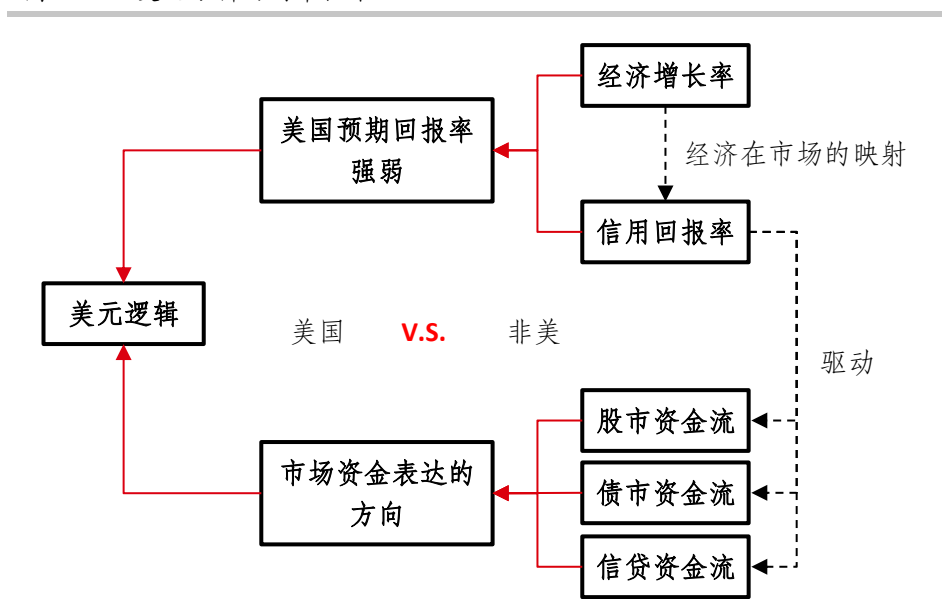 经济增长率
美国预期回报率
强弱
经济在市场的映射
信用回报率
美元逻辑
美国 V.S. 非美
驱动
股市资金流
市场资金表达的
方向
债市资金流
信贷资金流